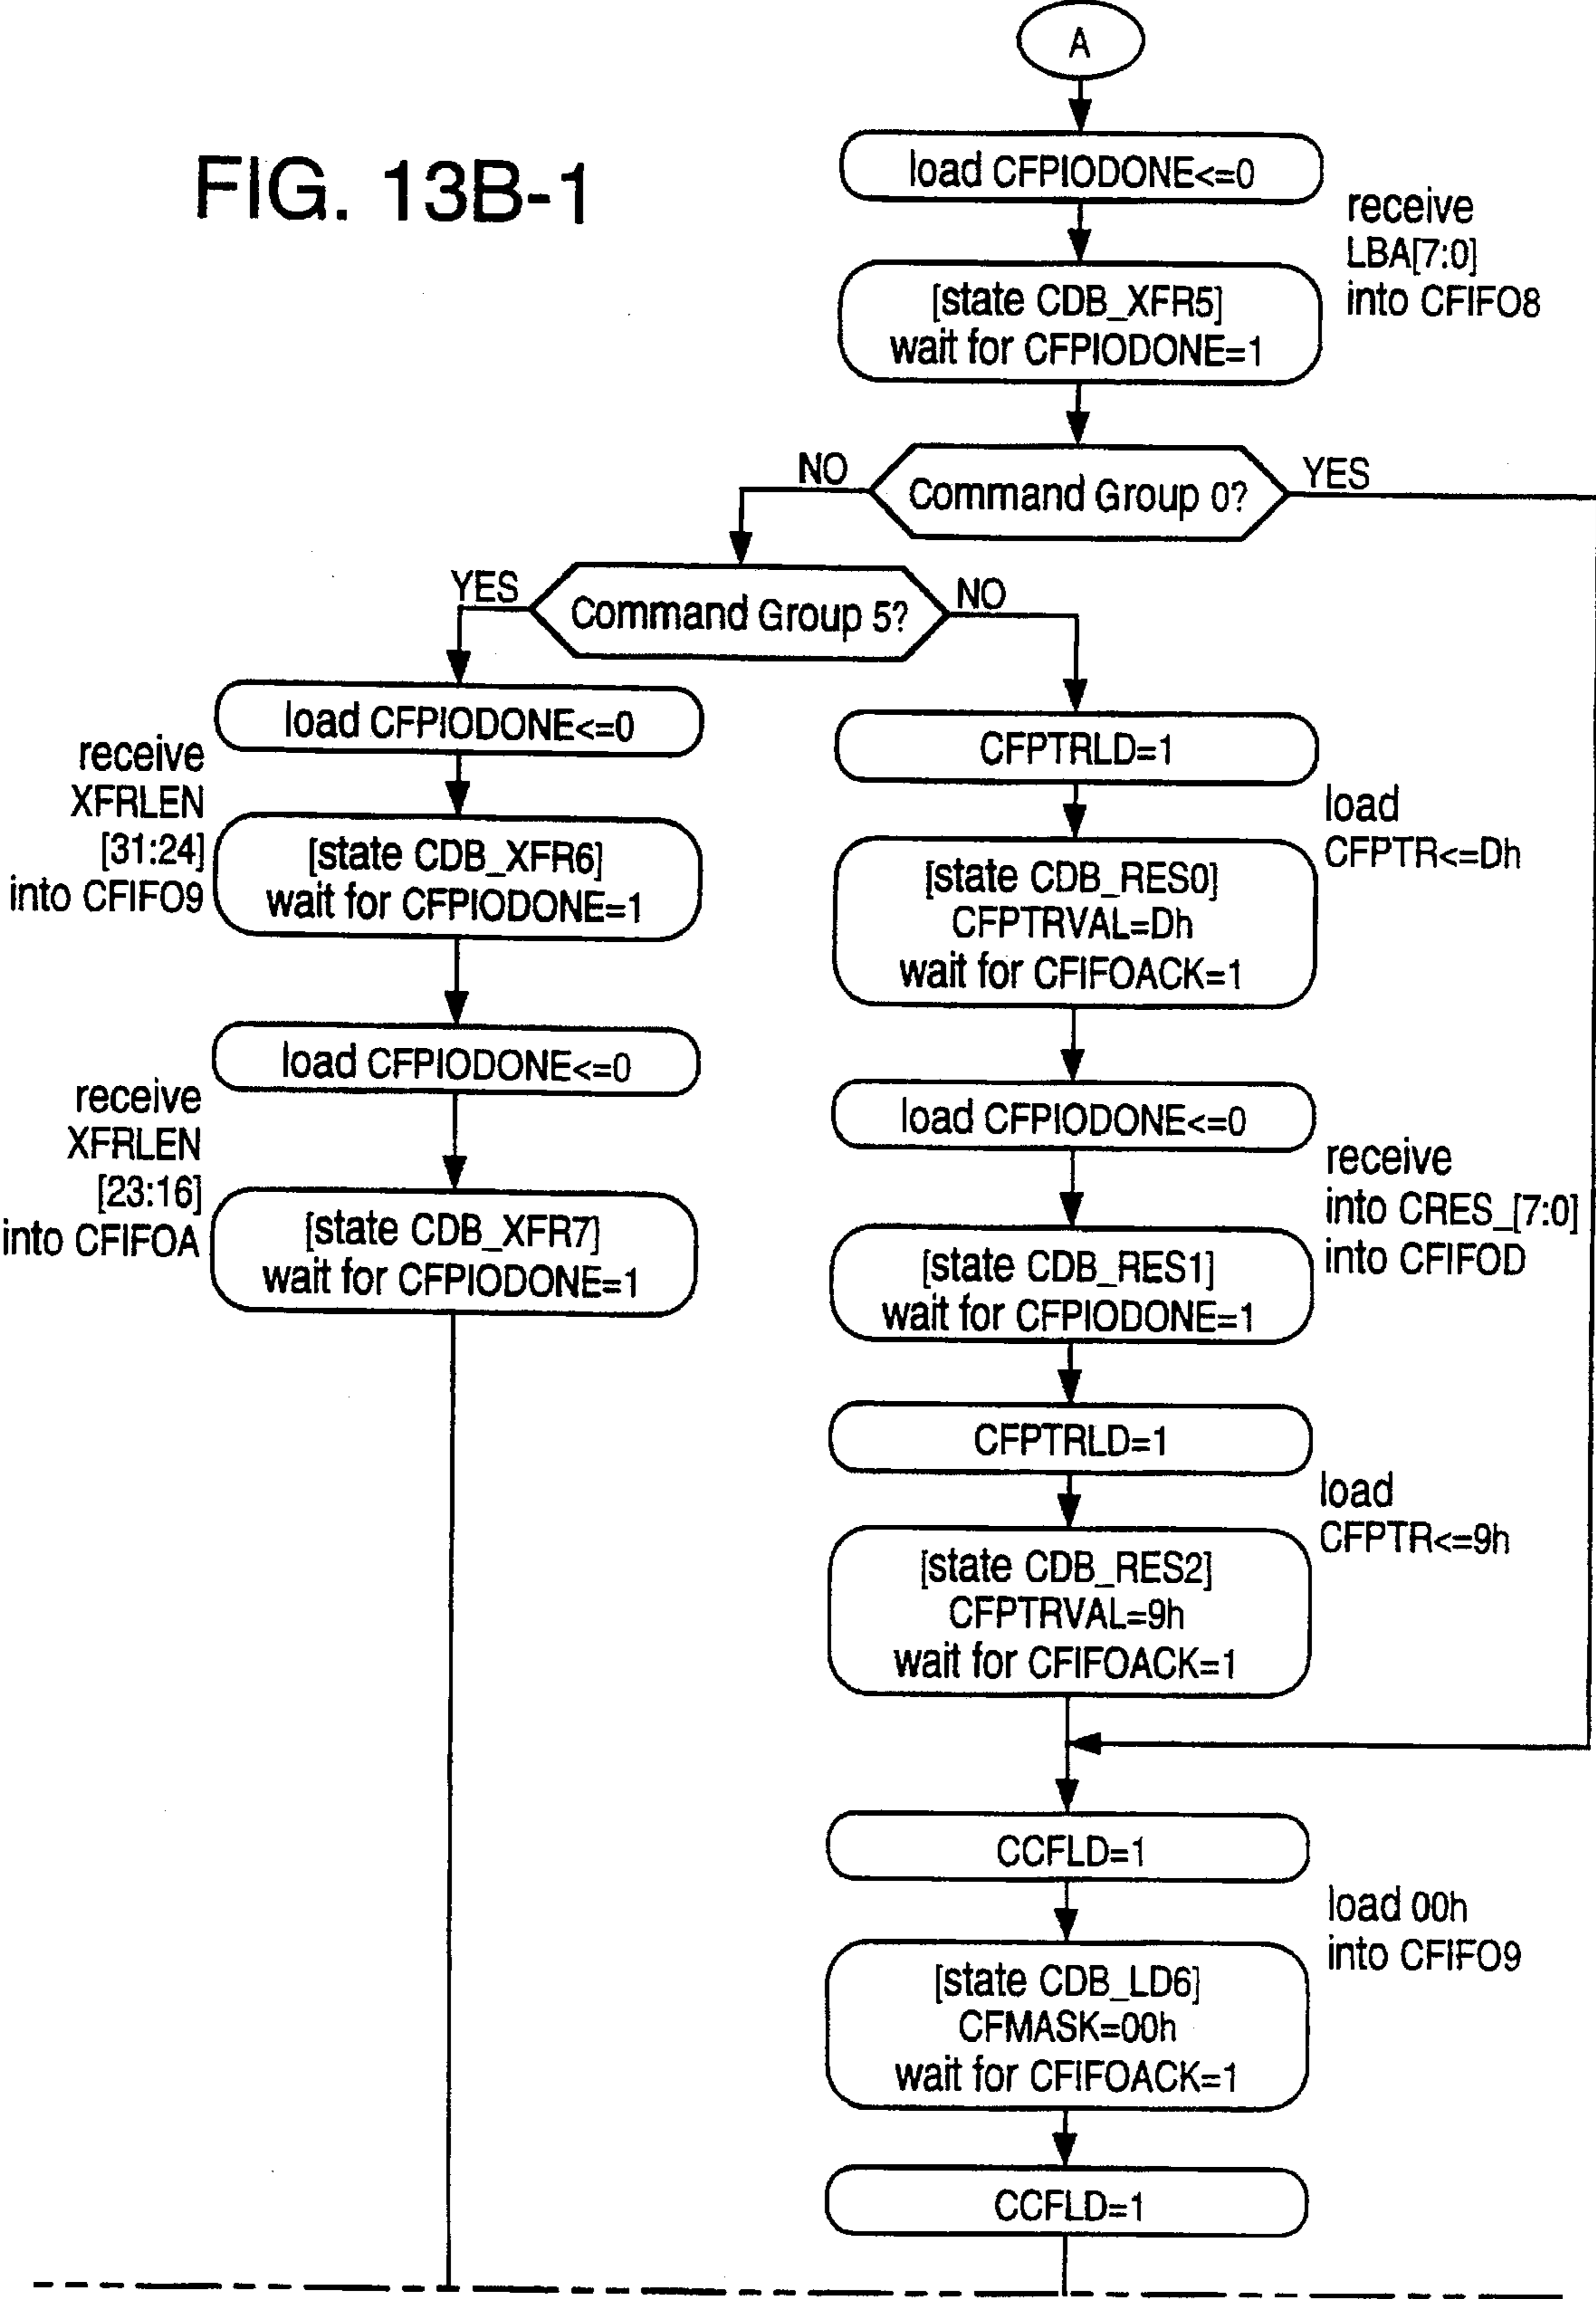 A
FIG. 13B-1
load CFPIODONE<=0
receive
LBA[7:0]
into CFIFO8
[state CDB_XFR5]
wait for CFPIODONE=1
NO
Command Group 0?
YES
YES
Command Group 5?
NO
load CFPIODONE<=0
receive
XFRLEN
[31:24]
into CFIFO9
[state CDB_XFR6]
wait for CFPIODONE=1
load CFPIODONE<=0
receive
XFRLEN
[23:16]
into CFIFOA
[state CDB_XFR7]
wait for CFPIODONE=1
CFPTRLD=1
load
CFPTR<=Dh
[state CDB_RES0]
CFPTRVAL=Dh
wait for CFIFOACK=1
load CFPIODONE<=0
receive
into CRES_[7:0]
into CFIFOD
[state CDB_RES1]
wait for CFPIODONE=1
CFPTRLD=1
load
CFPTR<=9h
[state CDB_RES2]
CFPTRVAL=9h
wait for CFIFOACK=1
CCFLD=1
load 00h
into CFIFO9
[state CDB_LD6]
CFMASK=00h
wait for CFIFOACK=1
CCFLD=1